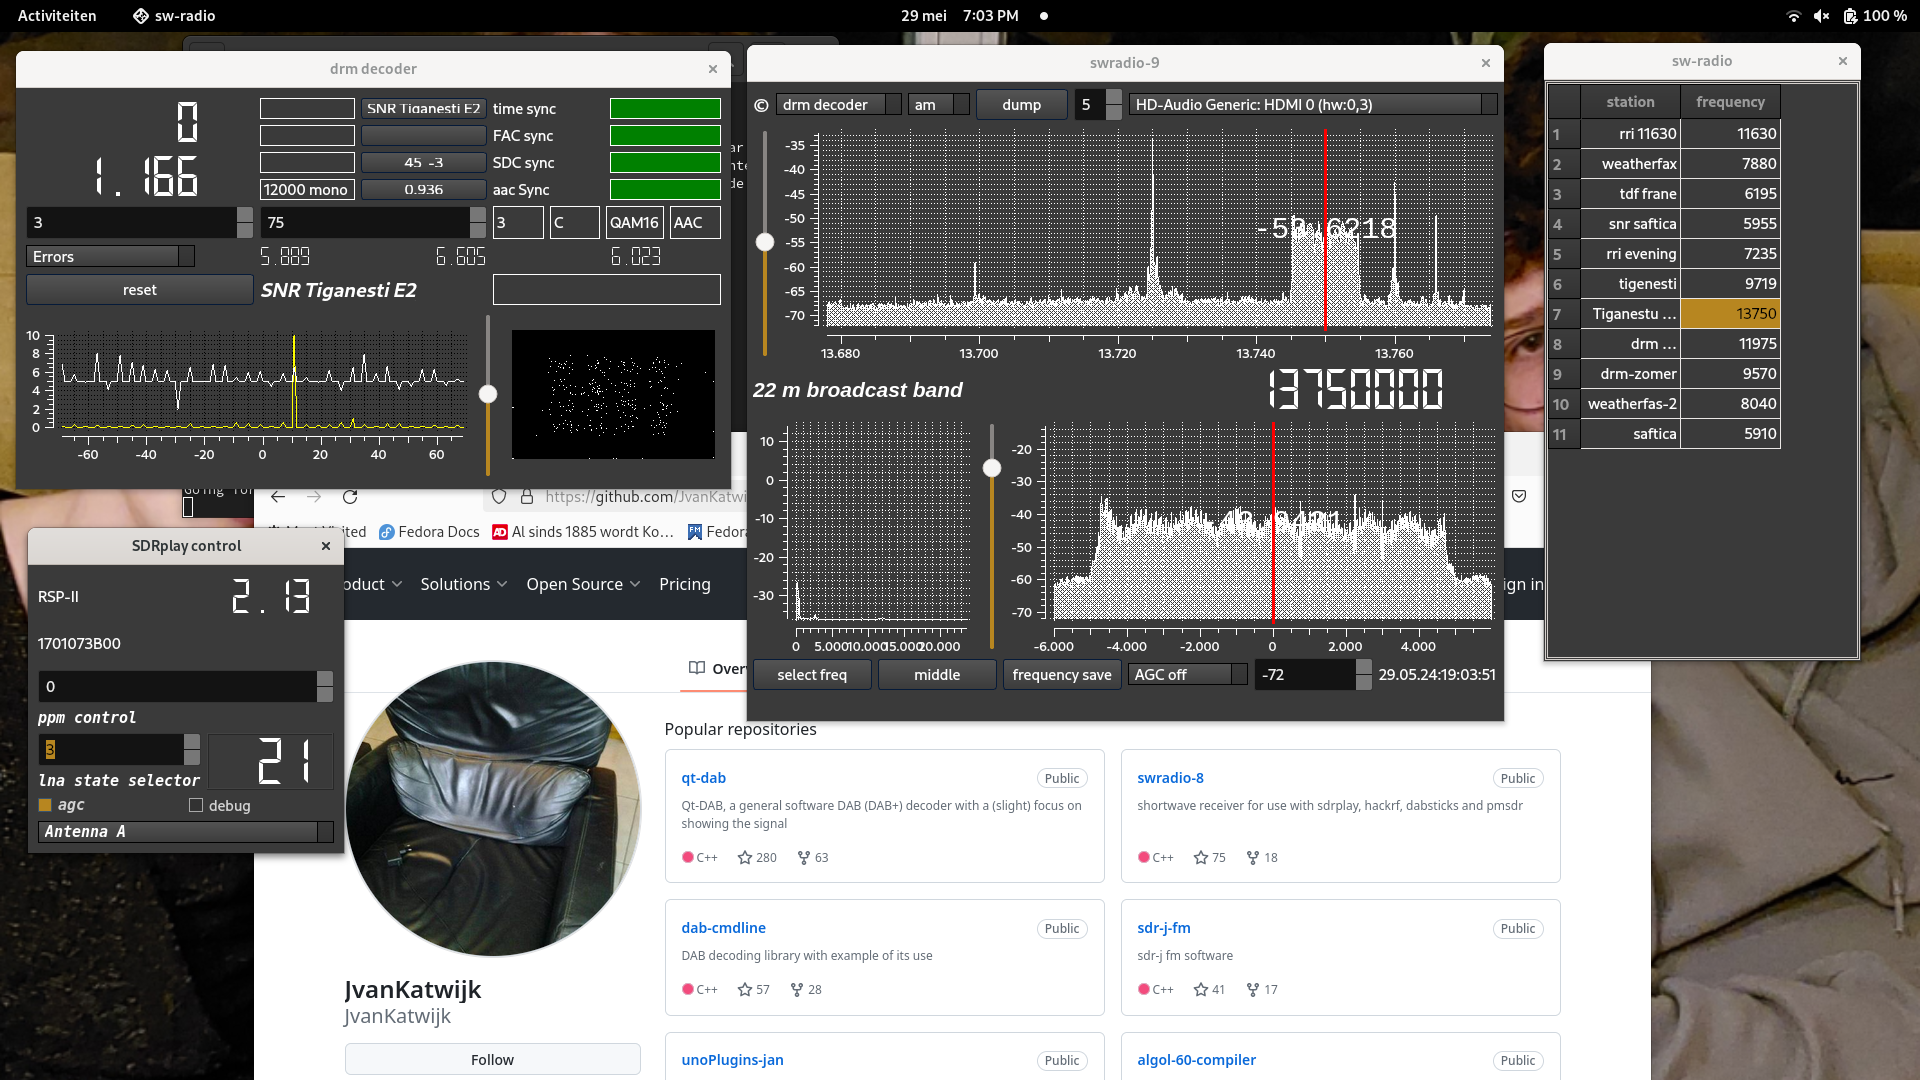 Activiteiten
sw-radio
29 mei 7:03 PM
100 %
drm decoder
0
1.166
SNR Tiganesti E2
time sync
FAC sync
45 -3
SDC sync
12000 mono
0.936
aac Sync
3
75
3
C
QAM16
AAC
Errors
5.889
6.605
6.023
reset
SNR Tiganesti E2
10
8
6
4
2
0
-60 -40 -20 0 20 40 60
swradio-9
©
drm decoder
am
dump
5
HD-Audio Generic: HDMI 0 (hw:0,3)
-35
-40
-45
-50
-55
-60
-65
-70
13.680 13.700 13.720 13.740 13.760
22 m broadcast band
13750000
10
0
-10
-20
-30
0 5.000 10.000 15.000 20.000
-20
-30
-40
-50
-60
-70
-6.000 -4.000 -2.000 0 2.000 4.000
select freq
middle
frequency save
AGC off
-72
29.05.24:19:03:51
sw-radio
station frequency
1 rri 11630 11630
2 weatherfax 7880
3 tdf frane 6195
4 snr saftica 5955
5 rri evening 7235
6 tigenesti 9719
7 Tiganestu ... 13750
8 drm ... 11975
9 drm-zomer 9570
10 weatherfas-2 8040
11 saftica 5910
SDRplay control
RSP-II
2.13
1701073B00
0
ppm control
3
21
lna state selector
agc
debug
Antenna A
https://github.com/JvanKatwi
Fedora Docs
AD Al sinds 1885 wordt Ko...
Solutions
Open Source
Pricing
Popular repositories
qt-dab
Public
Qt-DAB, a general software DAB (DAB+) decoder with a (slight) focus on
showing the signal
C++ 280 63
swradio-8
Public
shortwave receiver for use with sdrplay, hackrf, dabsticks and pmsdr
C++ 75 18
dab-cmdline
Public
DAB decoding library with example of its use
C++ 57 28
sdr-j-fm
Public
sdr-j fm software
C++ 41 17
JvanKatwijk
JvanKatwijk
Follow
unoPlugins-jan
Public
algol-60-compiler
Public